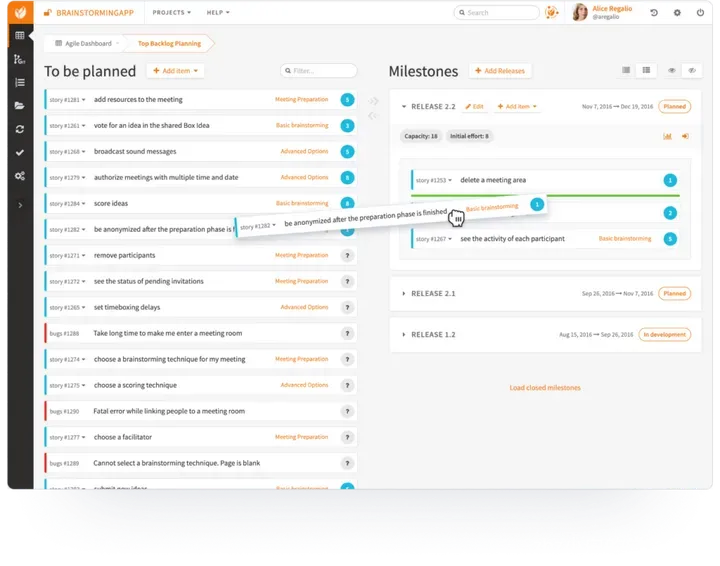 BRAINSTORMINGAPP
PROJECTS
HELP
Search
Alice Regalio
@aregalio
Agile Dashboard
Top Backlog Planning
To be planned
+ Add item
Filter...
story #1281 add resources to the meeting Meeting Preparation 5
story #1261 vote for an idea in the shared Box Idea Basic brainstorming 3
story #1268 broadcast sound messages Advanced Options 5
story #1279 authorize meetings with multiple time and date Meeting Preparation
story #1284 score ideas Basic brainstorming
story #1282 be anonymized after the preparation phase is
story #1271 remove participants Meeting Preparation ?
story #1272 see the status of pending invitations Meeting Preparation ?
story #1265 set timeboxing delays Advanced Options ?
bugs #1288 Take long time to make me enter a meeting room ?
story #1274 choose a brainstorming technique for my meeting Meeting Preparation ?
story #1275 choose a scoring technique Advanced Options ?
bugs #1290 Fatal error while linking people to a meeting room ?
story #1277 choose a facilitator Meeting Preparation ?
bugs #1289 Cannot select a brainstorming technique. Page is blank ?
submit new ideas Basic brainstorming
story #1282 be anonymized after the preparation phase is finished Basic brainstorming 1
Milestones
+ Add Releases
RELEASE 2.2 Edit + Add item Nov 7, 2016 → Dec 19, 2016 Planned
Capacity: 18 Initial effort: 8
story #1253 delete a meeting area 1
2
story #1267 see the activity of each participant Basic brainstorming 3
RELEASE 2.1 Sep 26, 2016 → Nov 7, 2016 Planned
RELEASE 1.2 Aug 15, 2016 → Sep 26, 2016 In development
Load closed milestones